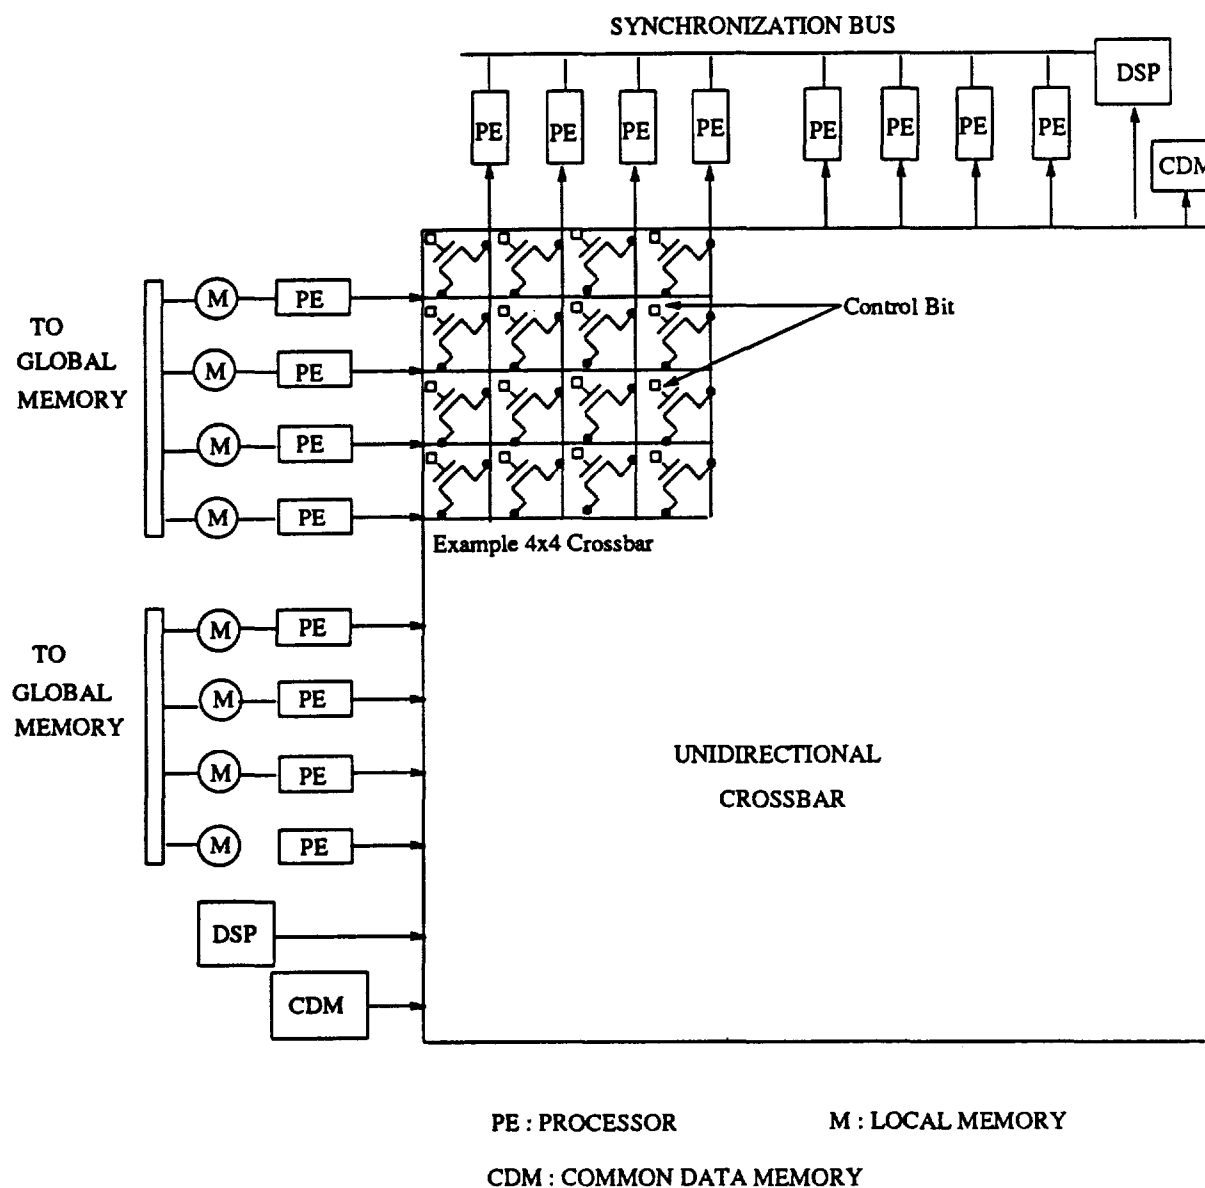 SYNCHRONIZATION BUS
DSP
PE PE PE PE PE PE PE PE
CDM
M PE
Control Bit
TO
GLOBAL
MEMORY
M PE
M PE
M PE
Example 4x4 Crossbar
M PE
TO
GLOBAL
MEMORY
M PE
M PE
M PE
UNIDIRECTIONAL
CROSSBAR
DSP
CDM
PE : PROCESSOR
M : LOCAL MEMORY
CDM : COMMON DATA MEMORY